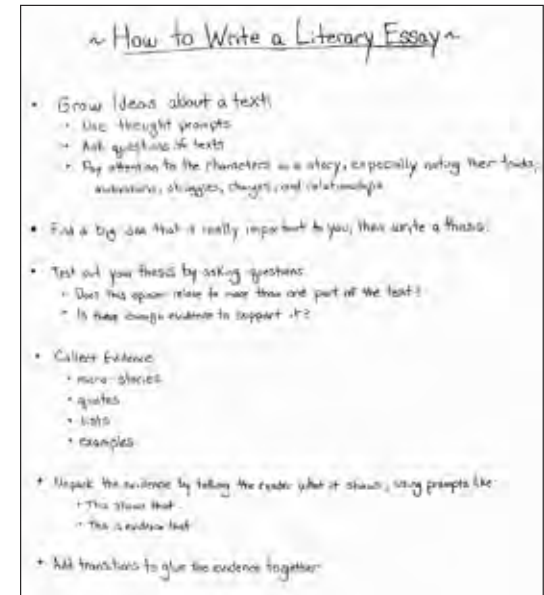 ~ How to Write a Literary Essay ~
• Grow ideas about a text:
• Use thought prompts
• Ask questions of texts
• Pay attention to the characters in a story, especially noting their traits,
motivations, struggles, changes, and relationships
• Find a big idea that is really important to you, then write a thesis.
• Test out your thesis by asking questions
• Does this opinion relate to more than one part of the text?
• Is there enough evidence to support it?
• Collect Evidence
• micro-stories
• quotes
• lists
• examples
• Unpack the evidence by telling the reader what it shows, using prompts like
• This shows that
• This is evidence that
• Add transitions to glue the evidence together